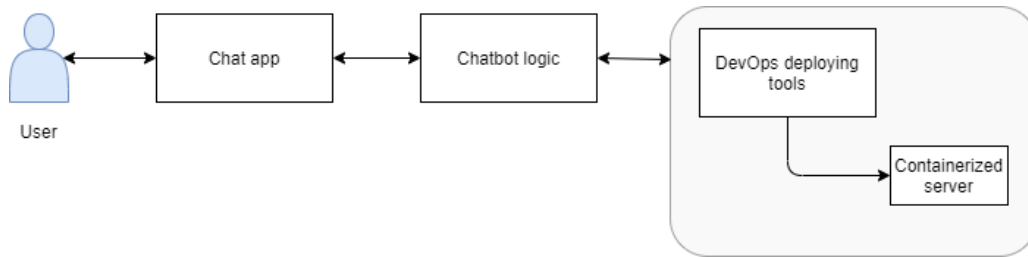 User
Chat app
Chatbot logic
DevOps deploying
tools
Containerized
server